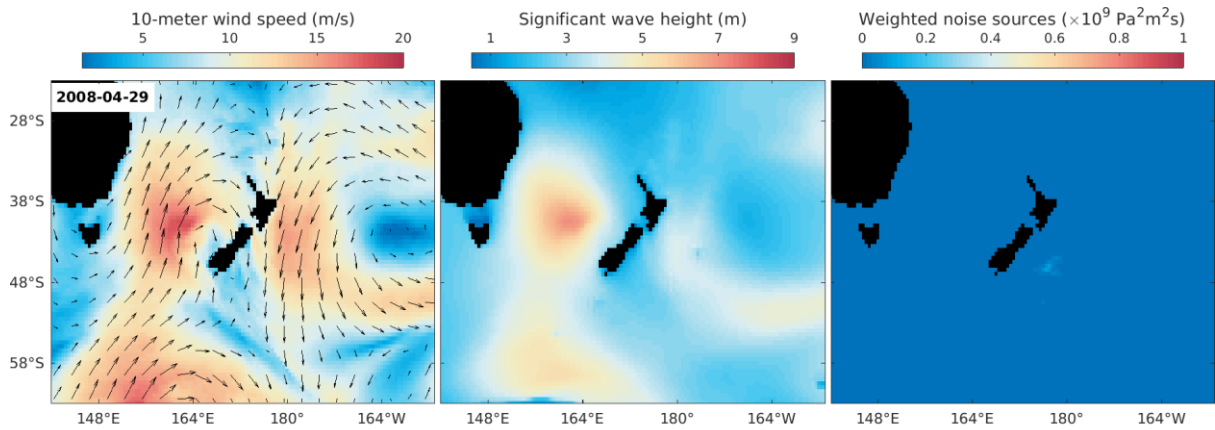 10-meter wind speed (m/s)
Significant wave height (m)
Weighted noise sources (×10⁹ Pa²m²s)
5 10 15 20
1 3 5 7 9
0 0.2 0.4 0.6 0.8 1
2008-04-29
28°S
38°S
48°S
58°S
148°E 164°E 180° 164°W
148°E 164°E 180° 164°W
148°E 164°E 180° 164°W